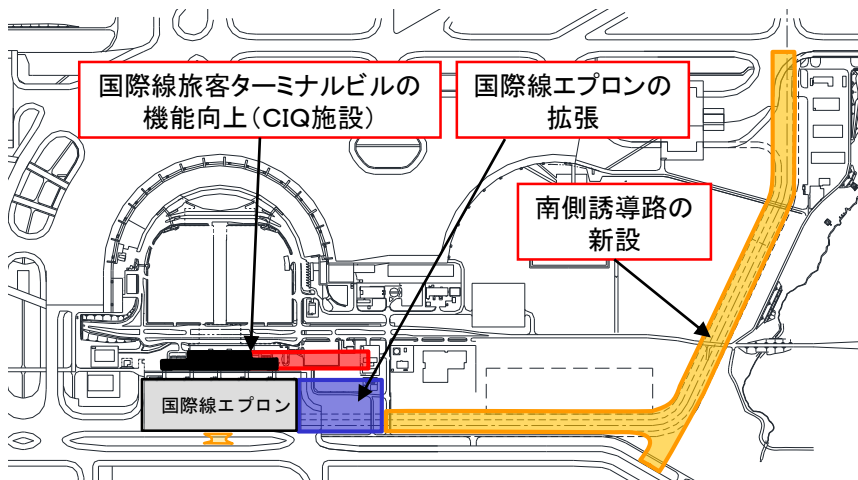 国際線旅客ターミナルビルの
機能向上（CIQ施設）
国際線エプロンの
拡張
南側誘導路の
新設
国際線エプロン